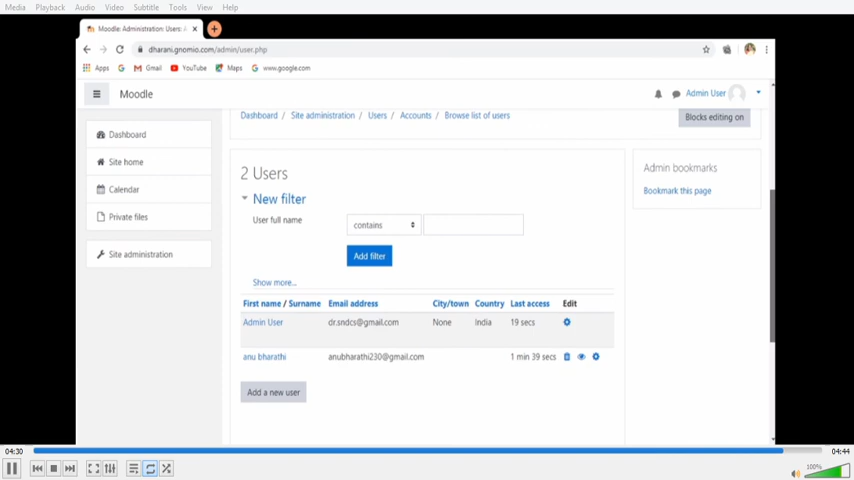 Media Playback Audio Video Subtitle Tools View Help
Moodle: Administration: Users: A
dharani.gnomio.com/admin/user.php
Apps G Gmail YouTube Maps www.google.com
Moodle
Admin User
Dashboard / Site administration / Users / Accounts / Browse list of users
Blocks editing on
Dashboard
Site home
Calendar
Private files
Site administration
2 Users
New filter
User full name contains
Add filter
Show more...
First name / Surname Email address City/town Country Last access Edit
Admin User dr.sndcs@gmail.com None India 19 secs
anu bharathi anubharathi230@gmail.com 1 min 39 secs
Add a new user
Admin bookmarks
Bookmark this page
04:30 04:44
100%